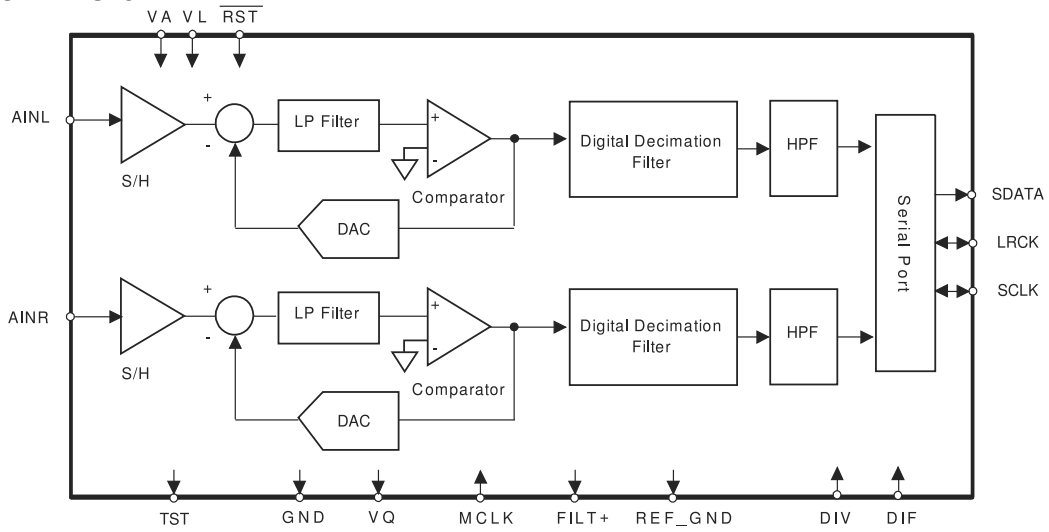 VA VL RST
AINL
+
-
S/H
LP Filter
+
-
Comparator
DAC
Digital Decimation
Filter
HPF
Serial Port
SDATA
LRCK
SCLK
AINR
+
-
S/H
LP Filter
+
-
Comparator
DAC
Digital Decimation
Filter
HPF
TST GND VQ MCLK FILT+ REF_GND DIV DIF